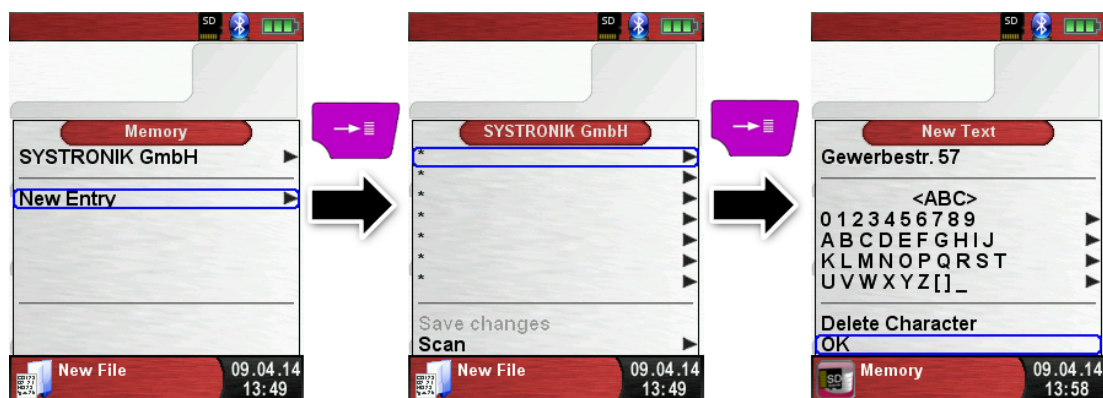 SD
Memory
SYSTRONIK GmbH
New Entry
New File
09.04.14
13:49
SD
SYSTRONIK GmbH
*
*
*
*
*
*
*
Save changes
Scan
New File
09.04.14
13:49
SD
New Text
Gewerbestr. 57
<ABC>
0 1 2 3 4 5 6 7 8 9
A B C D E F G H I J
K L M N O P Q R S T
U V W X Y Z [ ] _
Delete Character
OK
SD
Memory
09.04.14
13:58